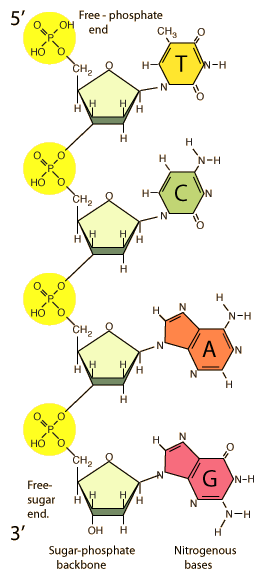 5′
O OH
P
HO O
Free - phosphate
end
CH₂
O
H H
H H
CH₃ O
H T N-H
N
H O
O O
P
HO O
CH₂
O
H H
H H
H
N-H
H C N
H N
H O
O O
P
HO O
CH₂
O
H H
H H
H
H N
N-H
A N
N
H N
H
O O
P
HO O
CH₂
O
H H
OH H
H N O
G N-H
N
H N
N-H
H
Free-
sugar
end.
3′
Sugar-phosphate
backbone
Nitrogenous
bases